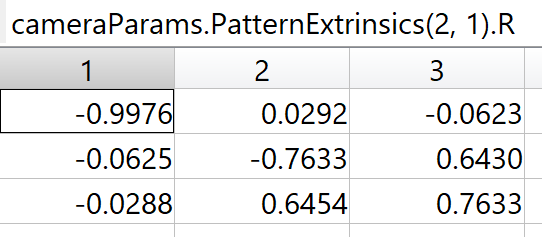 cameraParams.PatternExtrinsics(2, 1).R
1 2 3
-0.9976 0.0292 -0.0623
-0.0625 -0.7633 0.6430
-0.0288 0.6454 0.7633